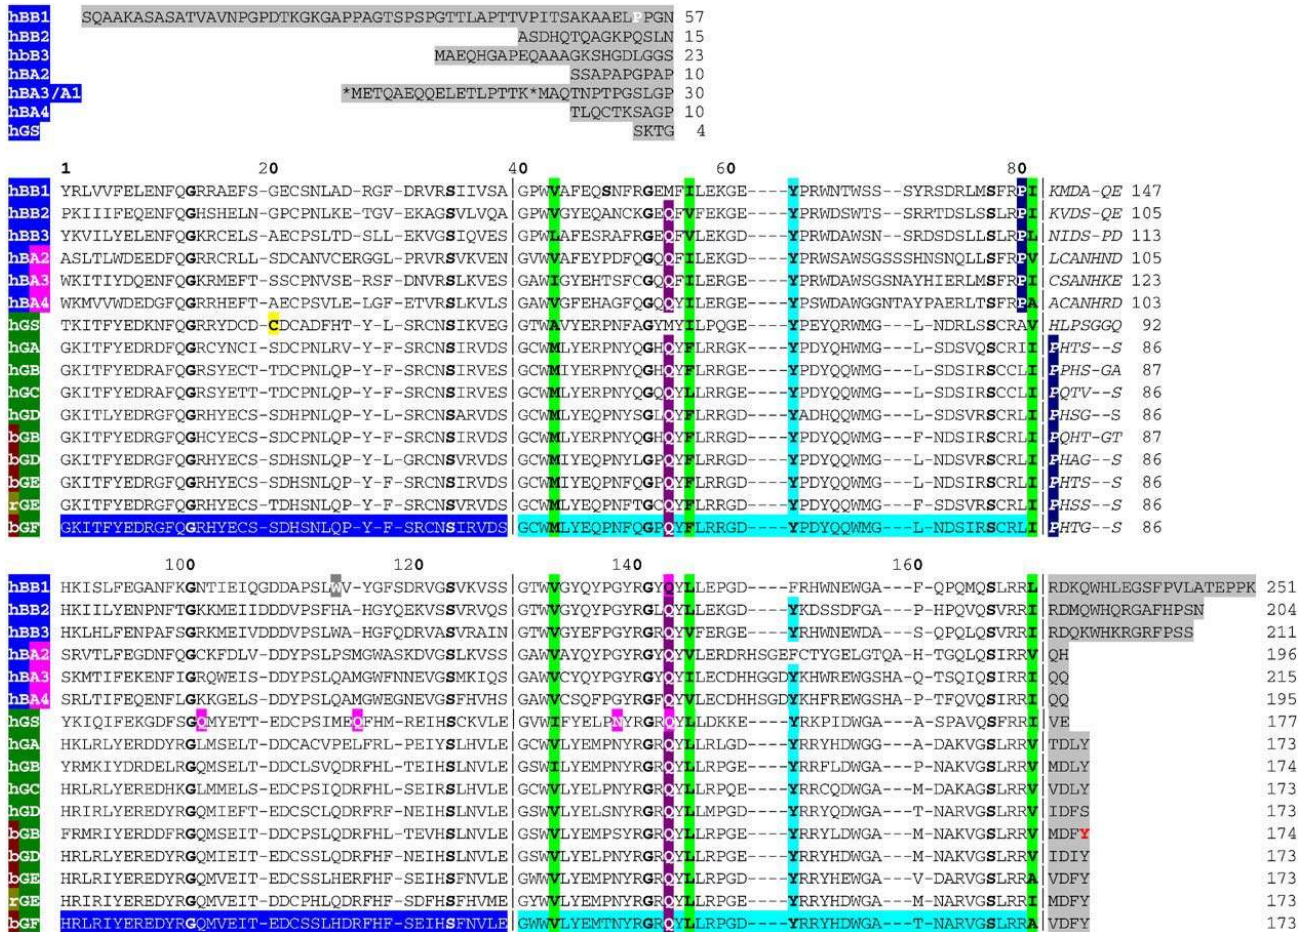 hBB1 SQAAKASASATVAVNPGPDTKGKGAPPAGTSPSPGTTLAPTTVPITSAKAAELPPGN 57
hBB2 ASDHQTQAGKPQSLN 15
hbB3 MAEQHGAPEQAAAGKSHGDLGGS 23
hBA2 SSAPAPGPAP 10
hBA3/A1 *METQAEQQELETLPTTK*MAQTNPTPGSLGP 30
hBA4 TLQCTKSAGP 10
hGS SKTG 4
1 20 40 60 80
hBB1 YRLVVFELENFQGRRAEFS-GECSNLAD-RGF-DRVRSIIVSA GPWVAFEQSNFRGEMFILEKGE----YPRWNTWSS--SYRSDRLMSFRPI KMDA-QE 147
hBB2 PKIIIFEQENFQGHSHELN-GPCPNLKE-TGV-EKAGSVLVQA GPWVGYEQANCKGEQFVFEKGE----YPRWDSWTS--SRRTDSLSSLRPI KVDS-QE 105
hBB3 YKVILYELENFQGKRCELS-AECPSLTD-SLL-EKVGSIQVES GPWLAFESRAFRGEQFVLEKGD----YPRWDAWSN--SRDSDSLLSLRPL NIDS-PD 113
hBA2 ASLTLWDEEDFQGRRCRLL-SDCANVCERGGL-PRVRSVKVEN GVWVAFEYPDFQGQQFILEKGD----YPRWSAWSGSSSHNSNQLLSFRPV LCANHND 105
hBA3 WKITIYDQENFQGKRMEFT-SSCPNVSE-RSF-DNVRSLKVES GAWIGYEHTSFCGQQFILERGE----YPRWDAWSGSNAYHIERLMSFRPI CSANHKE 123
hBA4 WKMVVWDEDGFQGRRHEFT-AECPSVLE-LGF-ETVRSLKVLS GAWVGFEHAGFQGQQYILERGE----YPSWDAWGGNTAYPAERLTSFRPA ACANHRD 103
hGS TKITFYEDKNFQGRRYDCD-CDCADFHT-Y-L-SRCNSIKVEG GTWAVYERPNFAGYMYILPQGE----YPEYQRWMG---LNDRLSSCRAV HLPSGGQ 92
hGA GKITFYEDRGFQGRCYNCI-SDCPNLRV-Y-F-SRCNSIRVDS GCWMLYERPNYQGHQYFLRRGK----YPDYQHWMG---L-SDSVQSCRII PHTS--S 86
hGB GKITFYEDRAFQGRSYECT-TDCPNLQP-Y-F-SRCNSIRVES GCWMIYERPNYQGHQYFLRRGE----YPDYQQWMG---L-SDSIRSCCLI PPHS-GA 87
hGC GKITFYEDRAFQGRSYETT-TDCPNLQP-Y-F-SRCNSIRVES GCWMLYERPNYQGQQYLLRRGE----YPDYQQWMG---L-SDSIRSCCLI PQTV--S 86
hGD GKITLYEDRGFQGRHYECS-SDHPNLQP-Y-L-SRCNSARVDS GCWMLYEQPNYSGLQYFLRRGD----YADHQQWMG---L-SDSVRSCRLI PHSG--S 86
bGB GKITFYEDRGFQGHCYECS-SDCPNLQP-Y-F-SRCNSIRVDS GCWMLYERPNYQGHQYFLRRGD----YPDYQQWMG---F-NDSIRSCRLI PQHT-GT 87
bGD GKITFYEDRGFQGRHYECS-SDHSNLQP-Y-L-GRCNSVRVDS GCWMIYEQPNYLGPQYFLRRGD----YPDYQQWMG---L-NDSVRSCRLI PHAG--S 86
bGE GKITFYEDRGFQGRHYECS-SDHSNLQP-Y-F-SRCNSIRVDS GCWMIYEQPNFQGPQYFLRRGD----YPDYQQWMG---L-NDSIRSCRLI PHTS--S 86
rGE GKITFYEDRGFQGRHYECS-SDHSNLQP-Y-F-SRCNSVRVDS GCWMLYEQPNFTGCQYFLRRGD----YPDYQQWMG---F-SDSVRSCRLI PHSS--S 86
bGF GKITFYEDRGFQGRHYECS-SDHSNLQP-Y-F-SRCNSIRVDS GCWMLYEQPNFQGPQYFLRRGD----YPDYQQWMG---L-NDSIRSCRLI PHTG--S 86
100 120 140 160
hBB1 HKISLFEGANFKGNTIEIQGDDAPSLWV-YGFSDRVGSVKVSS GTWVGYQYPGYRGYQYLLEPGD----FRHWNEWGA-F-QPQMQSLRRL RDKQWHLEGSFPVLATEPPK 251
hBB2 HKIILYENPNFTGKKMEIIDDDVPSFHA-HGYQEKVSSVRVQS GTWVGYQYPGYRGLQYLLEKGD----YKDSSDFGA-P-HPQVQSVRRI RDMQWHQRGAFHPSN 204
hBB3 HKLHLFENPAFSGRKMEIVDDDVPSLWA-HGFQDRVASVRAIN GTWVGYEFPGYRGRQYVFERGE----YRHWNEWDA-S-QPQLQSVRRI RDQKWHKRGRFPSS 211
hBA2 SRVTLFEGDNFQGCKFDLV-DDYPSLPSMGWASKDVGSLKVSS GAWVAYQYPGYRGYQYVLERDRHSGEFCTYGELGTQA-H-TGQLQSIRRV QH 196
hBA3 SKMTIFEKENFIGRQWEIS-DDYPSLQAMGWFNNEVGSMKIQS GAWVCYQYPGYRGYQYILECDHHGGDYKHWREWGSHA-Q-TSQIQSIRRI QQ 215
hBA4 SRLTIFEQENFLGKKGELS-DDYPSLQAMGWEGNEVGSFHVHS GAWVCSQFPGYRGFQYVLECDHHSGDYKHFREWGSHA-P-TFQVQSIRRI QQ 195
hGS YKIQIFEKGDFSGQMYETT-EDCPSIMEQFHM-REIHSCKVLE GVWIFYELPNYRGRQYLLDKKE----YRKPIDWGA-A-SPAVQSFRRI VE 177
hGA HKLRLYERDDYRGLMSELT-DDCACVPELFRL-PEIYSLHVLE GCWVLYEMPNYRGRQYLLRLGD----YRRYHDWGG--A-DAKVGSLRRV TDLY 173
hGB YRMKIYDRDELRGQMSELT-DDCLSVQDRFHL-TEIHSLNVLE GSWILYEMPNYRGRQYLLRPGE----YRRFLDWGA--P-NAKVGSLRRV MDLY 174
hGC HRLRLYEREDHKGLMMELS-EDCPSIQDRFHL-SEIRSLHVLE GCWVLYELPNYRGRQYLLRPQE----YRRCQDWGA--M-DAKAGSLRRV VDLY 173
hGD HRIRLYEREDYRGQMIEFT-EDCSCLQDRFRF-NEIHSLNVLE GSWVLYELSNYRGRQYLLMPGD----YRRYQDWGA--T-NARVGSLRRV IDFS 173
bGB FRMRIYERDDFRGQMSEIT-DDCPSLQDRFHL-TEVHSLNVLE GSWVLYEMPSYRGRQYLLRPGE----YRRYLDWGA--M-NAKVGSLRRV MDFY 174
bGD HRLRLYEREDYRGQMIEIT-EDCSSLQDRFHF-NEIHSLNVLE GSWVLYELPNYRGRQYLLRPGD----YRRYHDWGA--M-NAKVGSLRRV IDIY 173
bGE HRLRIYEREDYRGQMVEIT-EDCSSLHERFHF-SEIHSFNVLE GWWVLYEMPNYRGRQYLLRPGD----YRRYHEWGA--V-DARVGSLRRA VDFY 173
rGE HRIRIYEREDYRGQMVEIT-DDCPHLQDRFHF-SDFHSFHVME GYWVLYEMPNYRGRQYLLRPGE----YRRYHDWGA--M-NARVGSLRRI MDFY 173
bGF HRLRIYEREDYRGQMVEIT-EDCSSLHDRFHF-SEIHSFNVLE GWWVLYEMTNYRGRQYLLRPGD----YRRYHDWGA--T-NARVGSLRRA VDFY 173